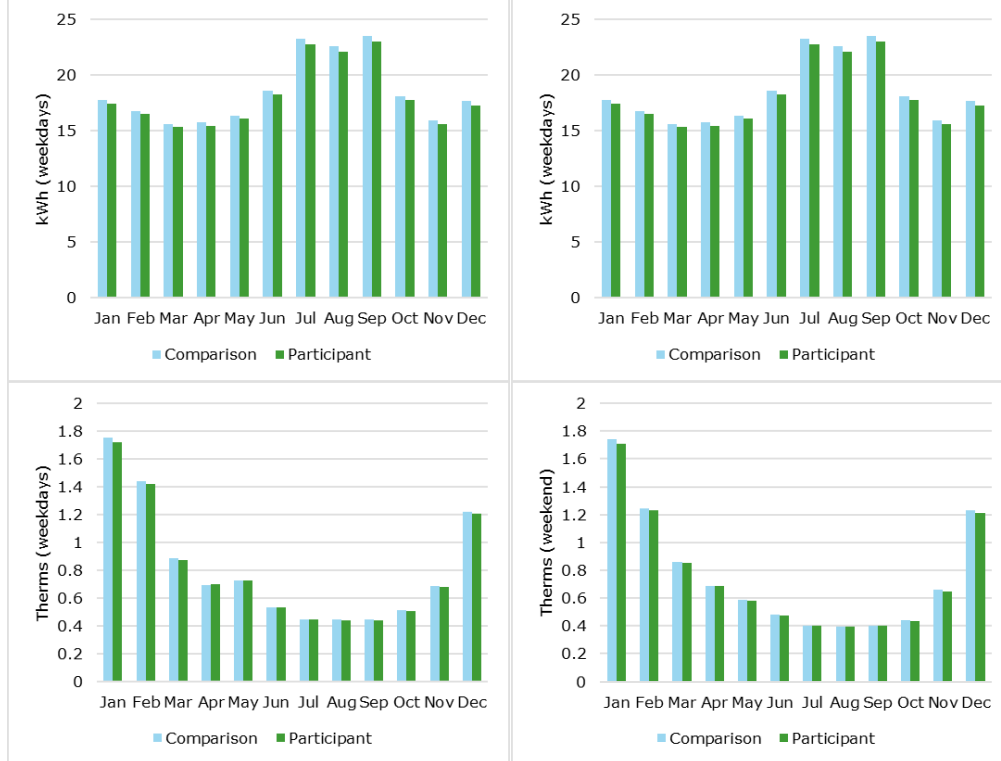 25
20
15
10
5
0
kWh (weekdays)
Jan Feb Mar Apr May Jun Jul Aug Sep Oct Nov Dec
Comparison Participant
25
20
15
10
5
0
kWh (weekdays)
Jan Feb Mar Apr May Jun Jul Aug Sep Oct Nov Dec
Comparison Participant
2
1.8
1.6
1.4
1.2
1
0.8
0.6
0.4
0.2
0
Therms (weekdays)
Jan Feb Mar Apr May Jun Jul Aug Sep Oct Nov Dec
Comparison Participant
2
1.8
1.6
1.4
1.2
1
0.8
0.6
0.4
0.2
0
Therms (weekend)
Jan Feb Mar Apr May Jun Jul Aug Sep Oct Nov Dec
Comparison Participant